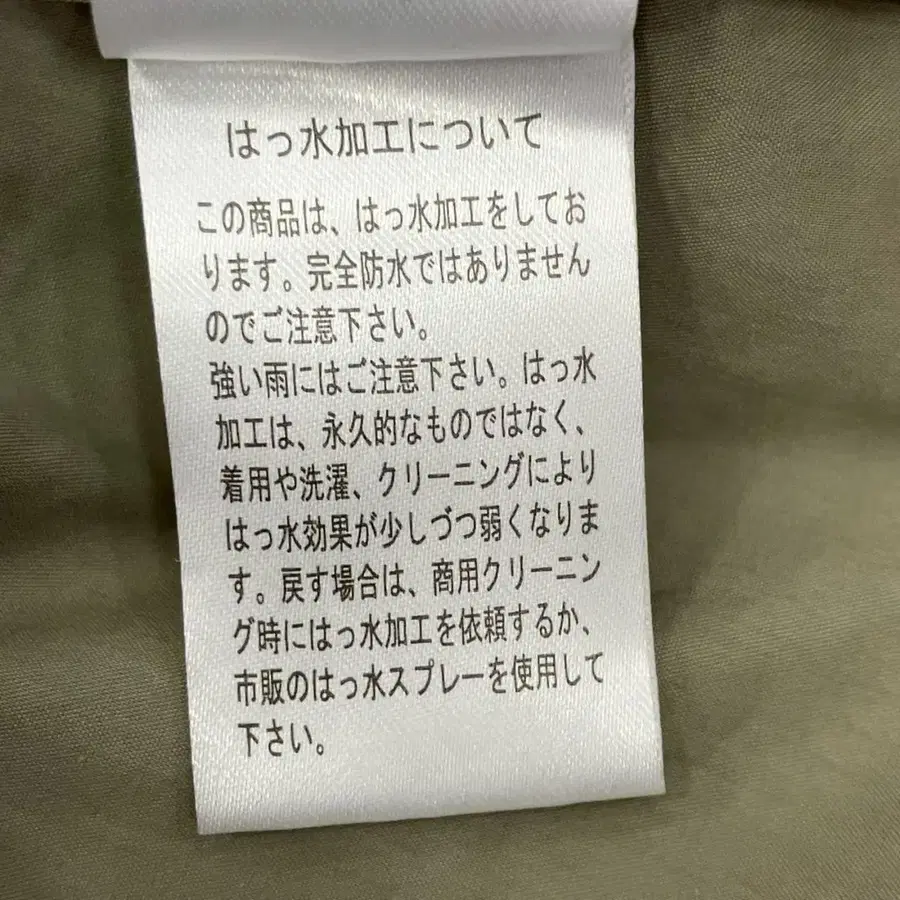 はっ水加工について
この商品は、はっ水加工をしてお
ります。完全防水ではありません
のでご注意下さい。
強い雨にはご注意下さい。はっ水
加工は、永久的なものではなく、
着用や洗濯、クリーニングにより
はっ水効果が少しづつ弱くなりま
す。戻す場合は、商用クリーニン
グ時にはっ水加工を依頼するか、
市販のはっ水スプレーを使用して
下さい。